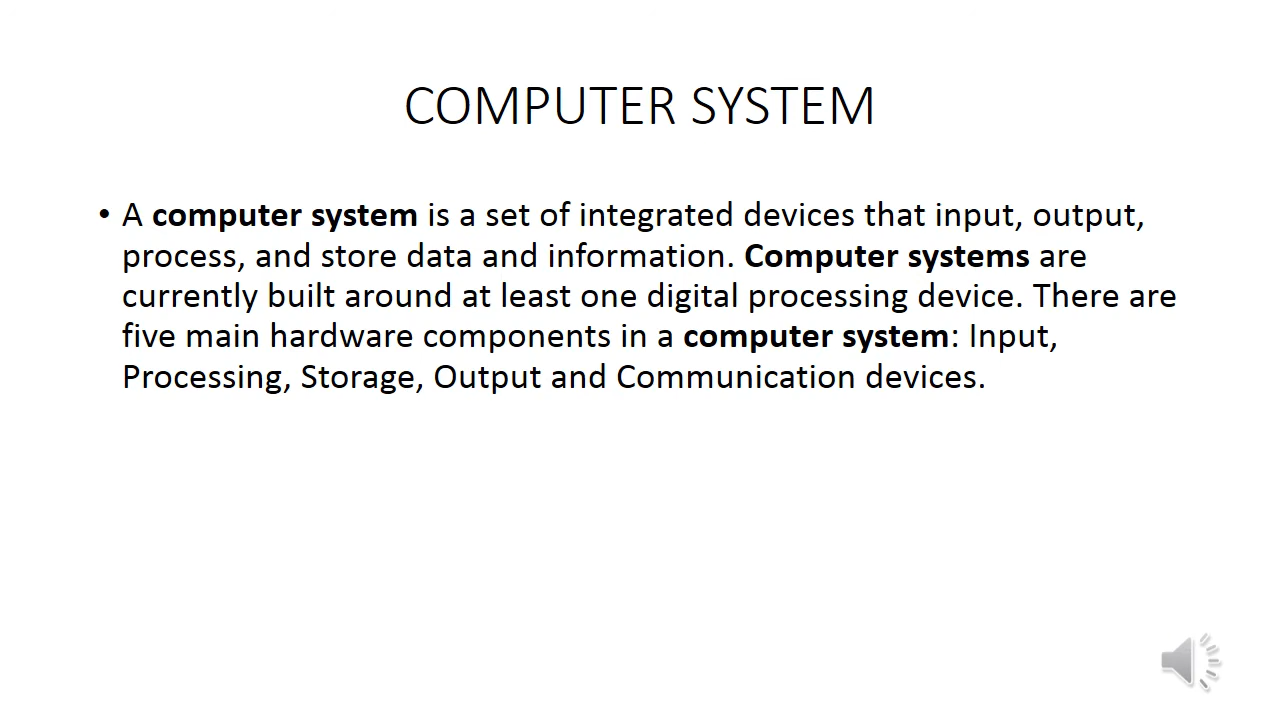 COMPUTER SYSTEM
• A computer system is a set of integrated devices that input, output,
process, and store data and information. Computer systems are
currently built around at least one digital processing device. There are
five main hardware components in a computer system: Input,
Processing, Storage, Output and Communication devices.